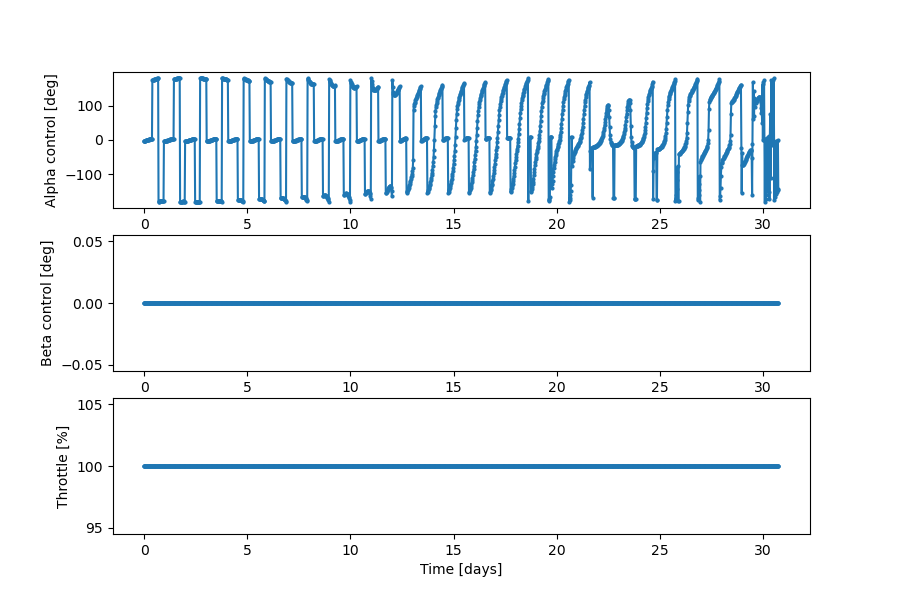 Alpha control [deg]
100
0
−100
0 5 10 15 20 25 30
Beta control [deg]
0.05
0.00
−0.05
0 5 10 15 20 25 30
Throttle [%]
105
100
95
0 5 10 15 20 25 30
Time [days]